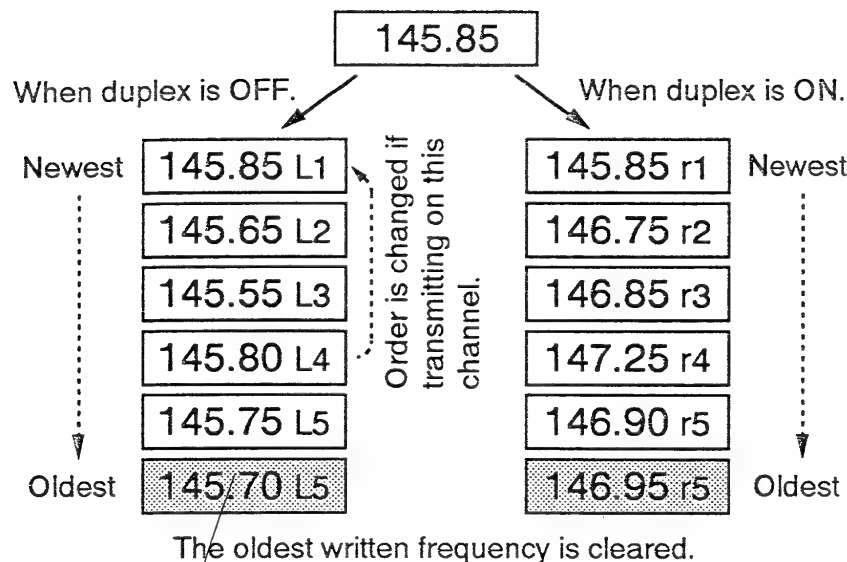 145.85
When duplex is OFF.
When duplex is ON.
Newest
145.85 L1
145.65 L2
145.55 L3
145.80 L4
145.75 L5
145.70 L5
Oldest
Order is changed if
transmitting on this
channel.
145.85 r1
146.75 r2
146.85 r3
147.25 r4
146.90 r5
146.95 r5
Newest
Oldest
The oldest written frequency is cleared.